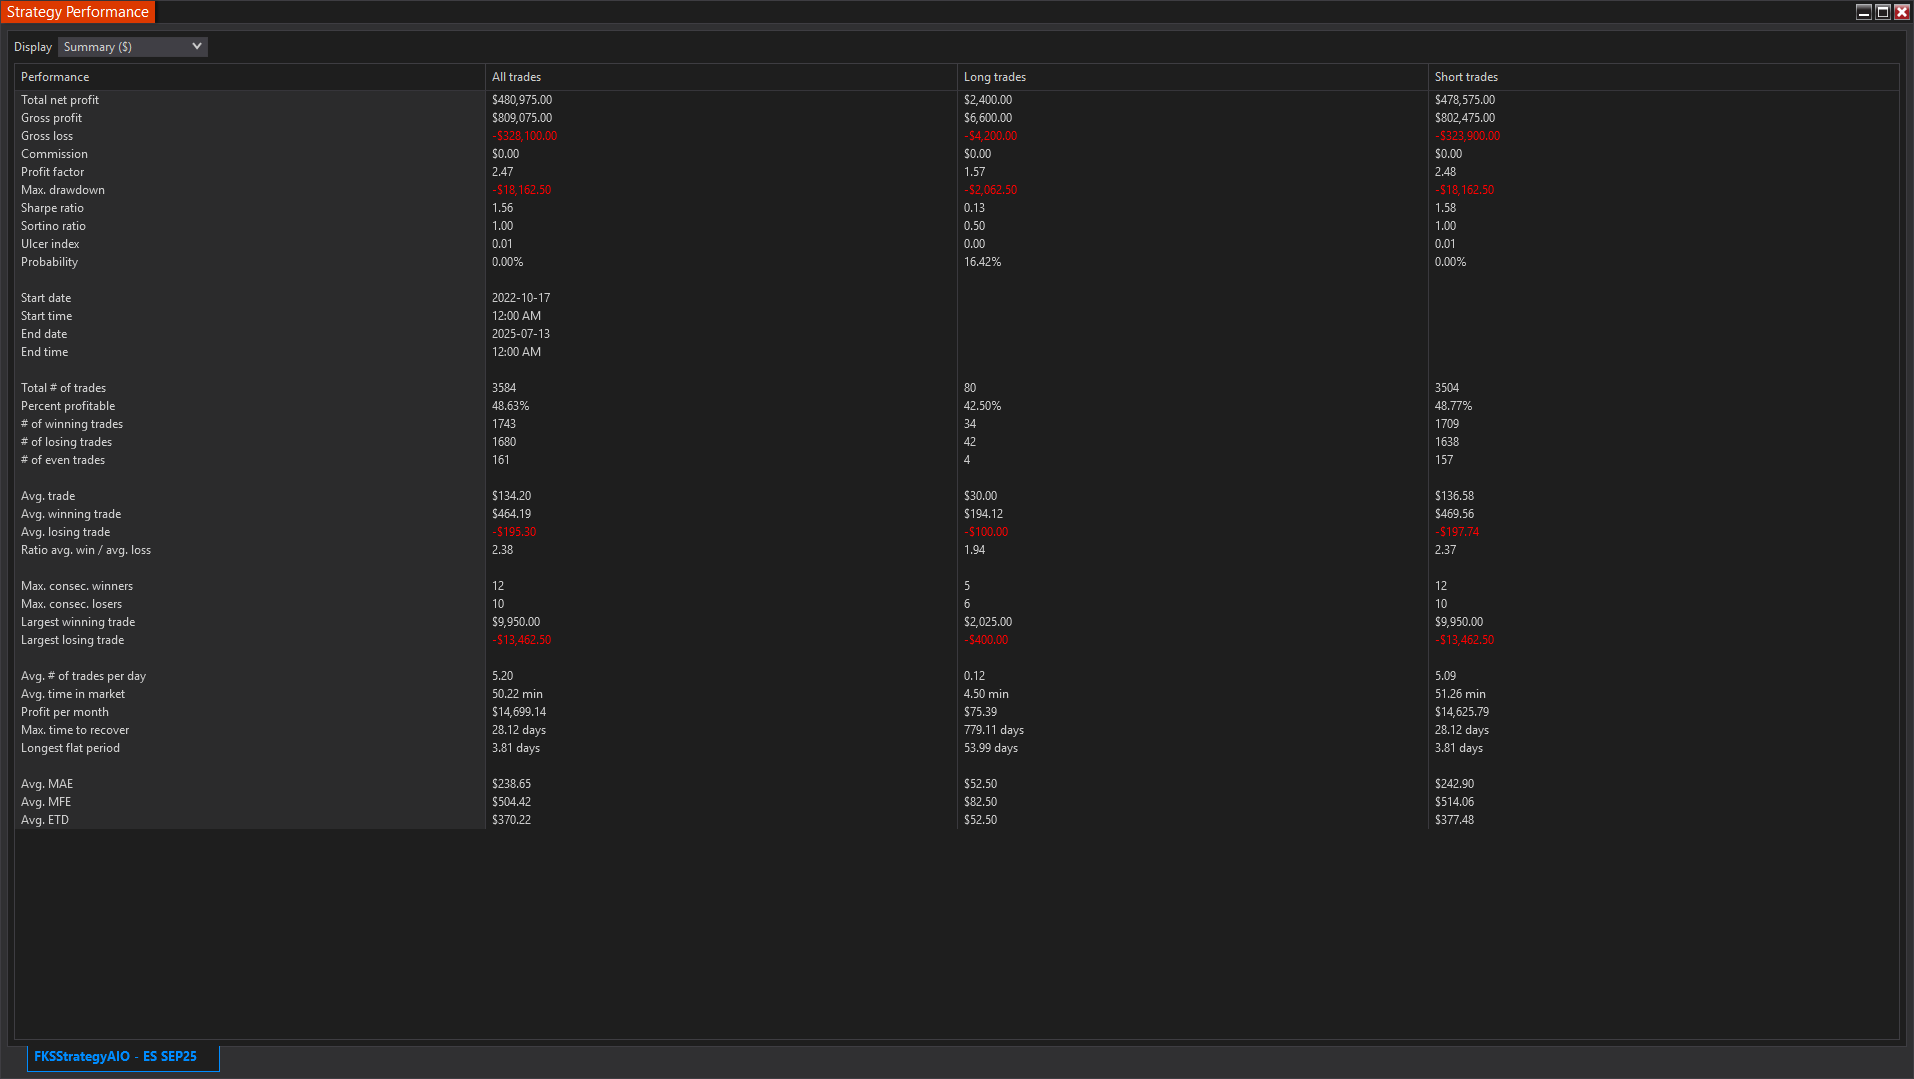 Strategy Performance
Display Summary ($)
Performance All trades Long trades Short trades
Total net profit $480,975.00 $2,400.00 $478,575.00
Gross profit $809,075.00 $6,600.00 $802,475.00
Gross loss -$328,100.00 -$4,200.00 -$323,900.00
Commission $0.00 $0.00 $0.00
Profit factor 2.47 1.57 2.48
Max. drawdown -$18,162.50 -$2,062.50 -$18,162.50
Sharpe ratio 1.56 0.13 1.58
Sortino ratio 1.00 0.50 1.00
Ulcer index 0.01 0.00 0.01
Probability 0.00% 16.42% 0.00%
Start date 2022-10-17
Start time 12:00 AM
End date 2025-07-13
End time 12:00 AM
Total # of trades 3584 80 3504
Percent profitable 48.63% 42.50% 48.77%
# of winning trades 1743 34 1709
# of losing trades 1680 42 1638
# of even trades 161 4 157
Avg. trade $134.20 $30.00 $136.58
Avg. winning trade $464.19 $194.12 $469.56
Avg. losing trade -$195.30 -$100.00 -$197.74
Ratio avg. win / avg. loss 2.38 1.94 2.37
Max. consec. winners 12 5 12
Max. consec. losers 10 6 10
Largest winning trade $9,950.00 $2,025.00 $9,950.00
Largest losing trade -$13,462.50 -$400.00 -$13,462.50
Avg. # of trades per day 5.20 0.12 5.09
Avg. time in market 50.22 min 4.50 min 51.26 min
Profit per month $14,699.14 $75.39 $14,625.79
Max. time to recover 28.12 days 779.11 days 28.12 days
Longest flat period 3.81 days 53.99 days 3.81 days
Avg. MAE $238.65 $52.50 $242.90
Avg. MFE $504.42 $82.50 $514.06
Avg. ETD $370.22 $52.50 $377.48
FKSStrategyAIO - ES SEP25